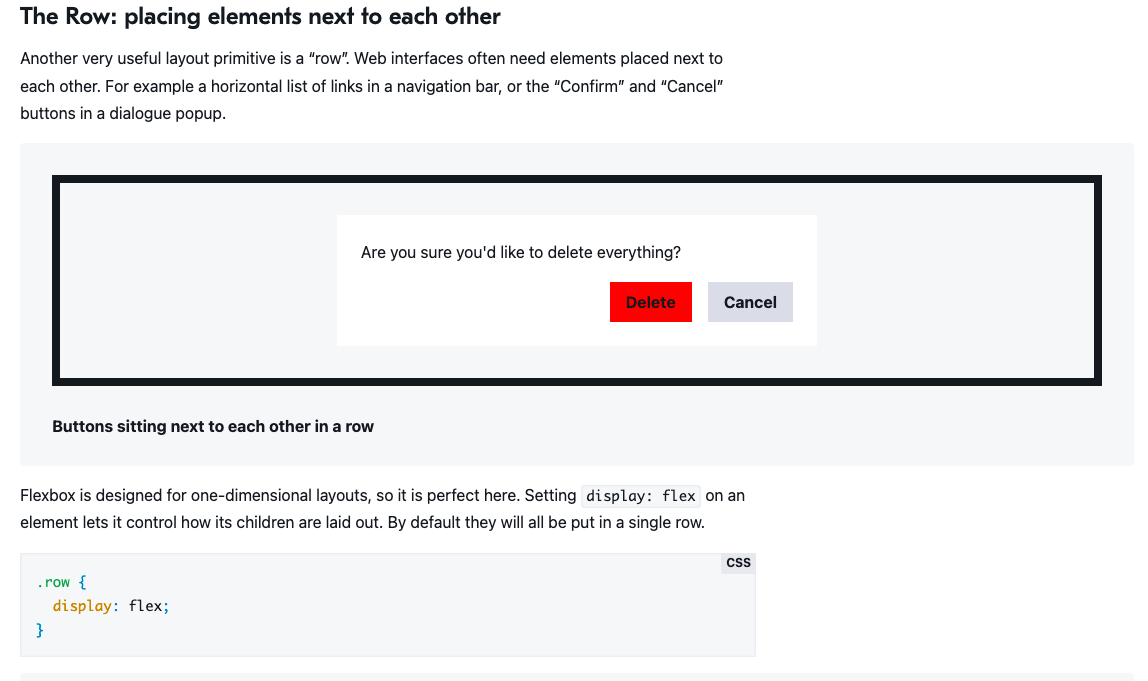 The Row: placing elements next to each other
Another very useful layout primitive is a “row”. Web interfaces often need elements placed next to
each other. For example a horizontal list of links in a navigation bar, or the “Confirm” and “Cancel”
buttons in a dialogue popup.
Are you sure you'd like to delete everything?
Delete Cancel
Buttons sitting next to each other in a row
Flexbox is designed for one-dimensional layouts, so it is perfect here. Setting display: flex on an
element lets it control how its children are laid out. By default they will all be put in a single row.
CSS
.row {
  display: flex;
}